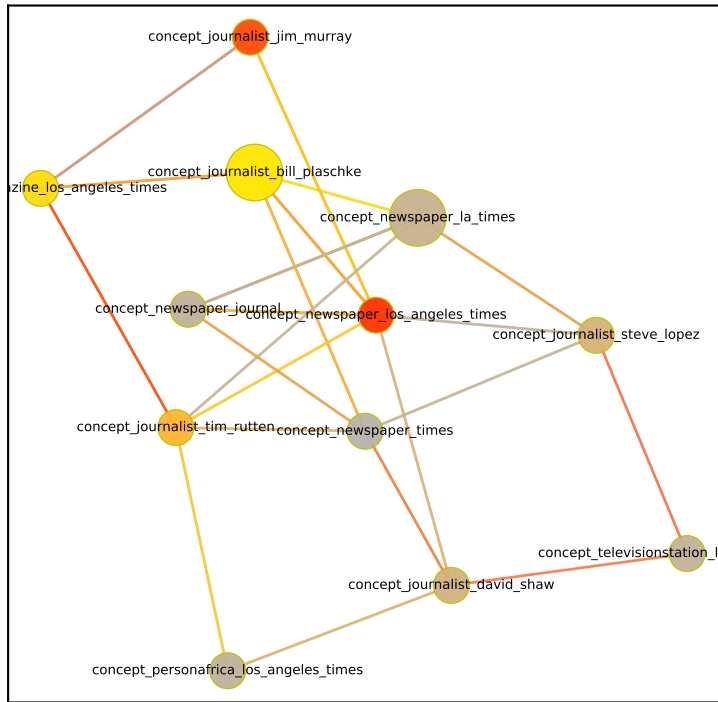 concept_journalist_jim_murray
concept_journalist_bill_plaschke
azine_los_angeles_times
concept_newspaper_la_times
concept_newspaper_journal
concept_newspaper_los_angeles_times
concept_journalist_steve_lopez
concept_journalist_tim_rutten
concept_newspaper_times
concept_televisionstation_l
concept_journalist_david_shaw
concept_personafrica_los_angeles_times